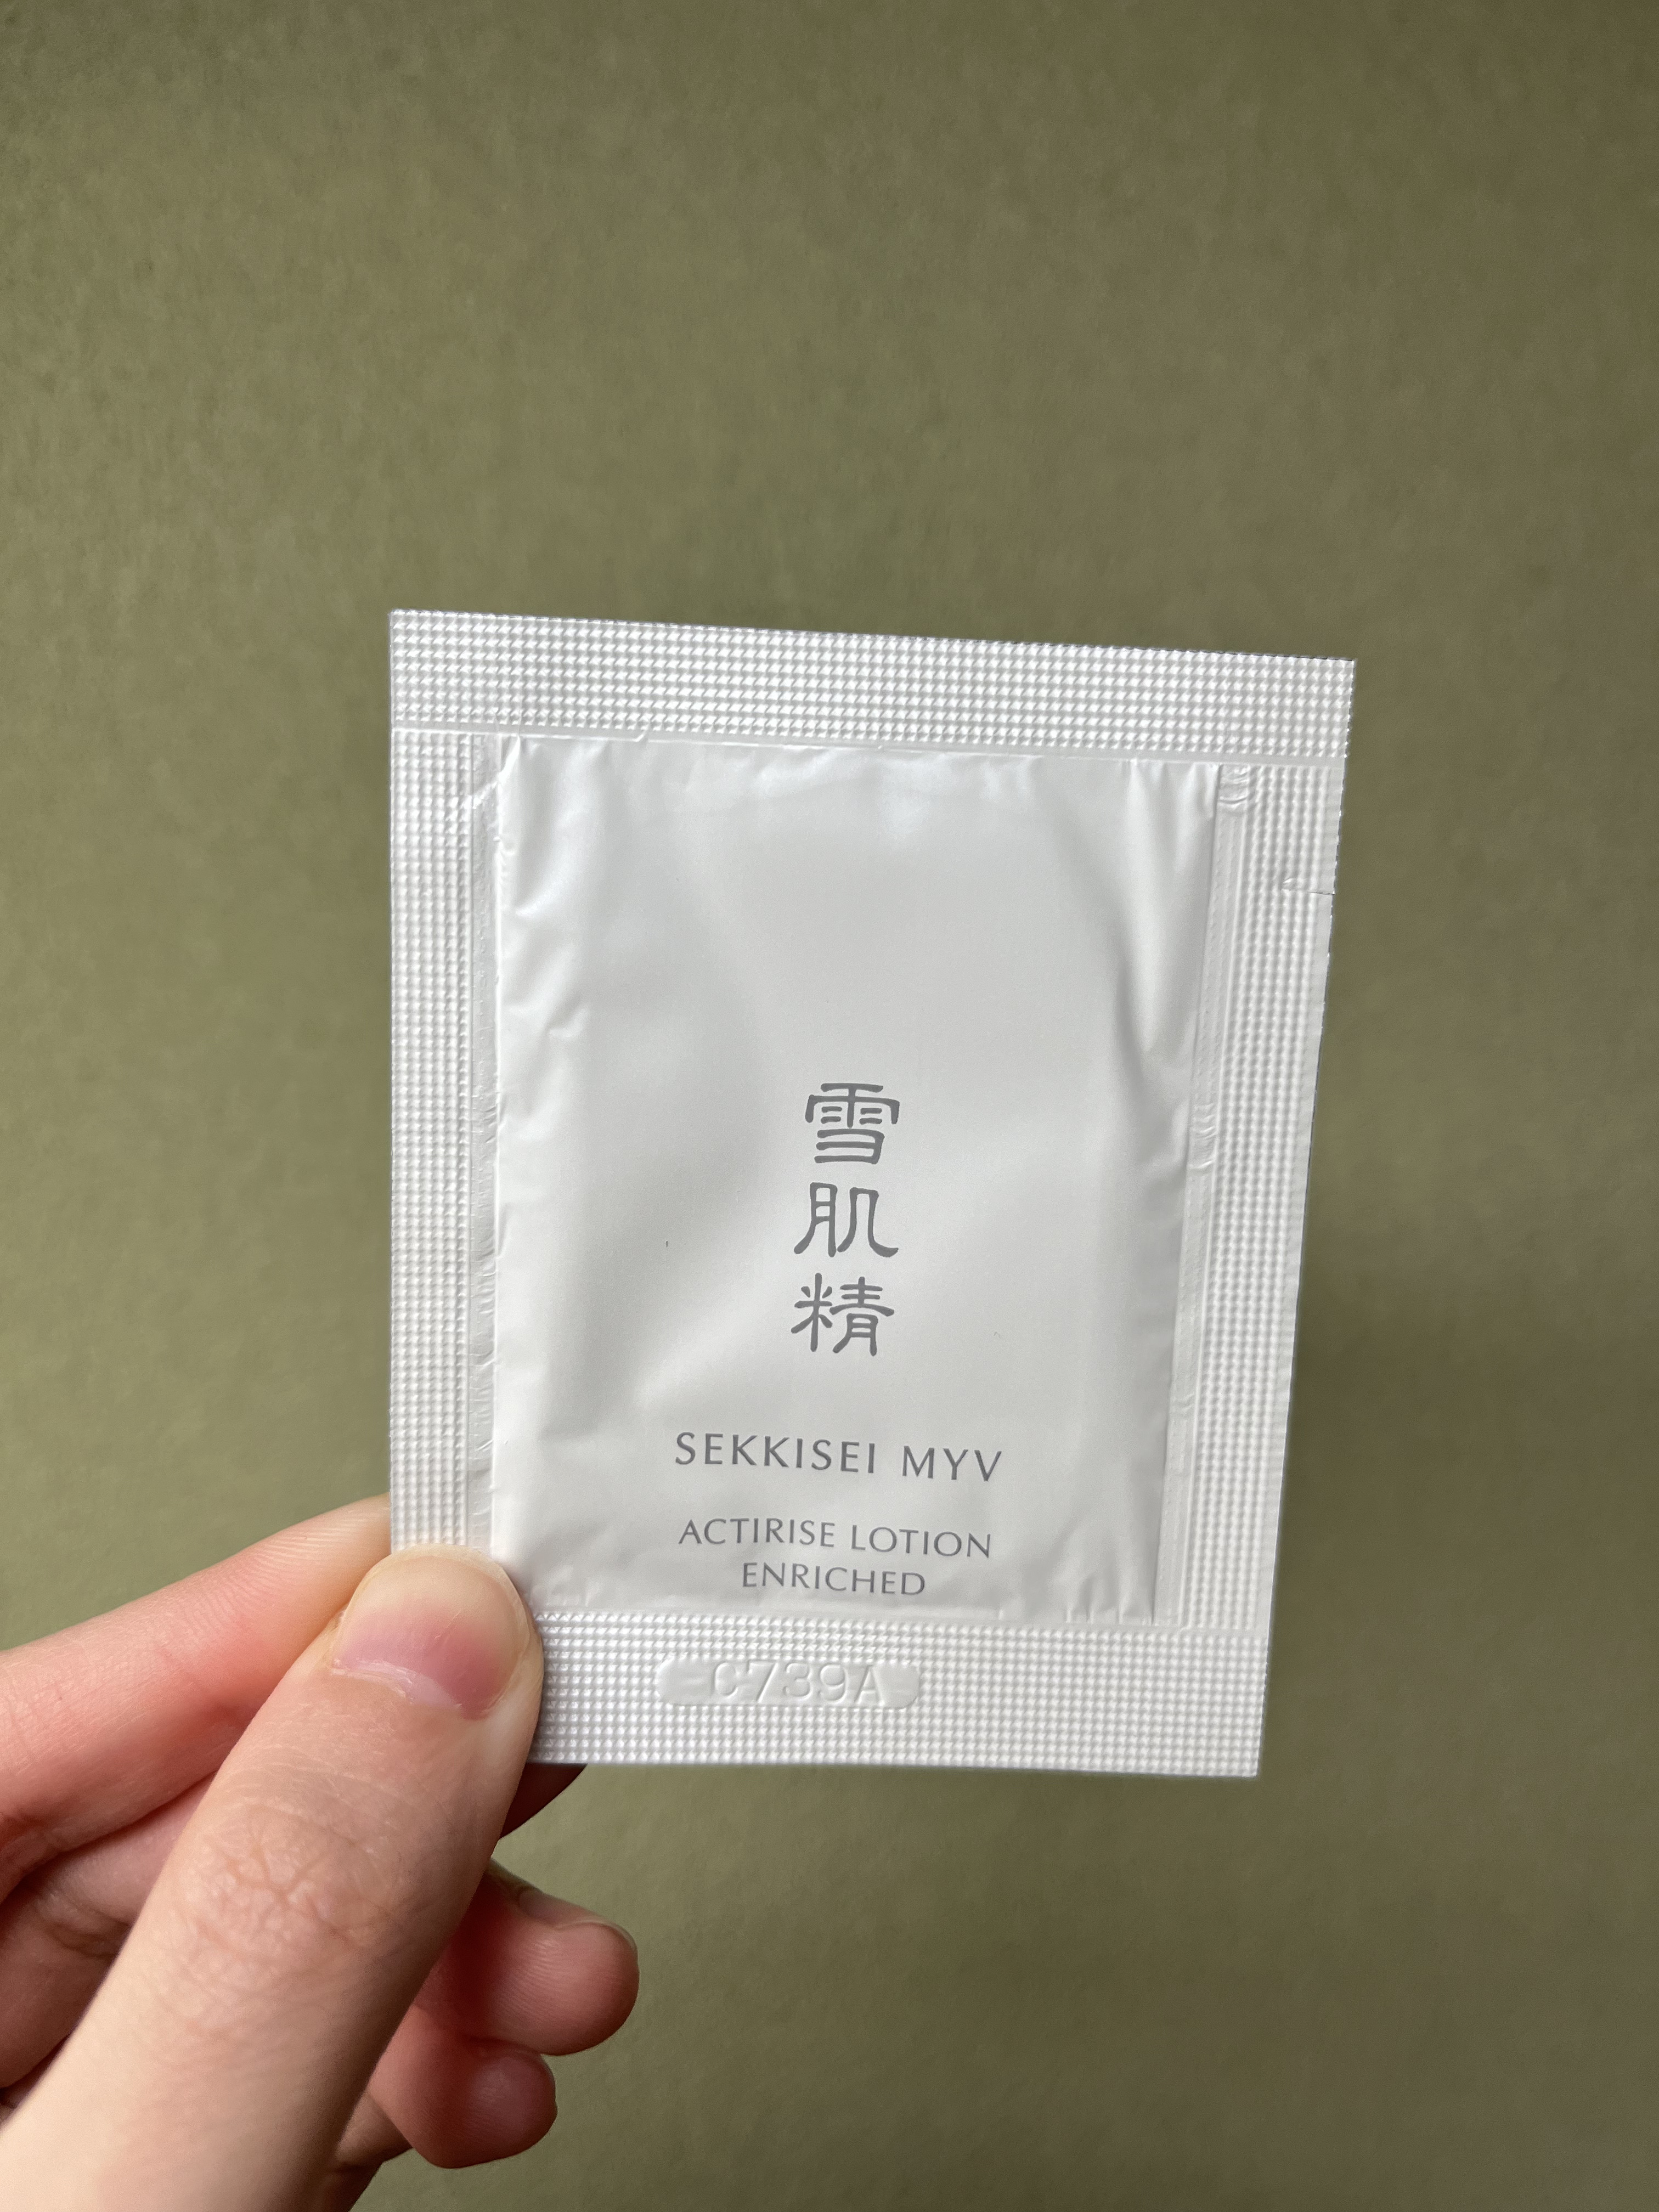 雪肌精
SEKKISEI MYV
ACTIRISE LOTION
ENRICHED
C739A